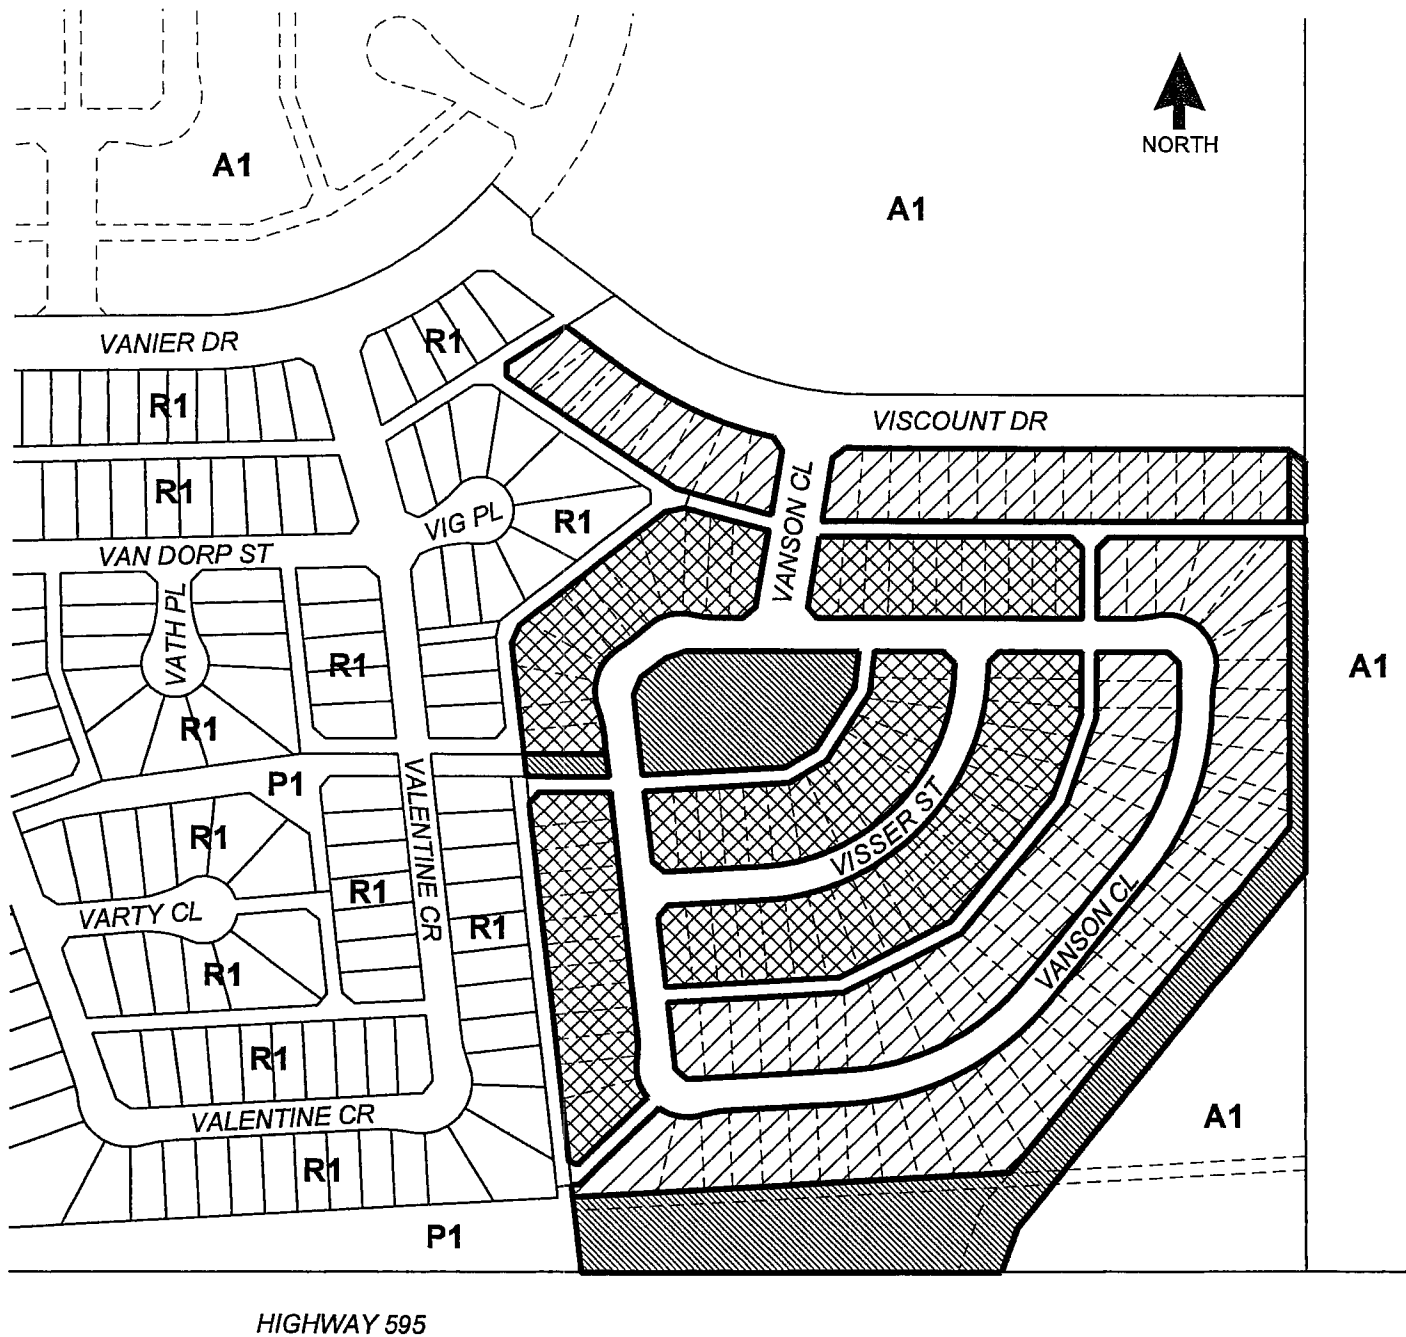 NORTH
A1
A1
VANIER DR
R1
R1
VISCOUNT DR
R1
VANSON CL
VIG PL
R1
VAN DORP ST
VATH PL
R1
A1
R1
P1
VALENTINE CR
R1
VISSER ST
R1
VARTY CL
R1
VANSON CL
R1
R1
VALENTINE CR
A1
R1
P1
HIGHWAY 595